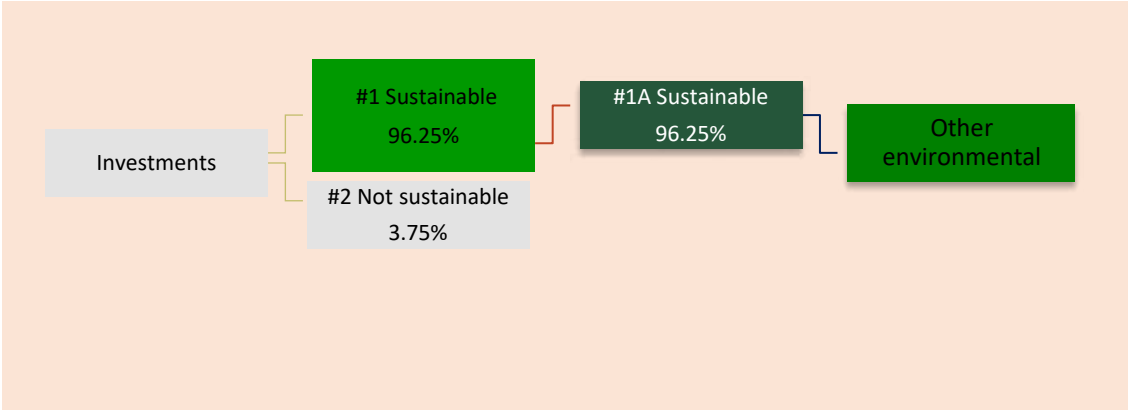 Investments
#1 Sustainable
96.25%
#2 Not sustainable
3.75%
#1A Sustainable
96.25%
Other
environmental